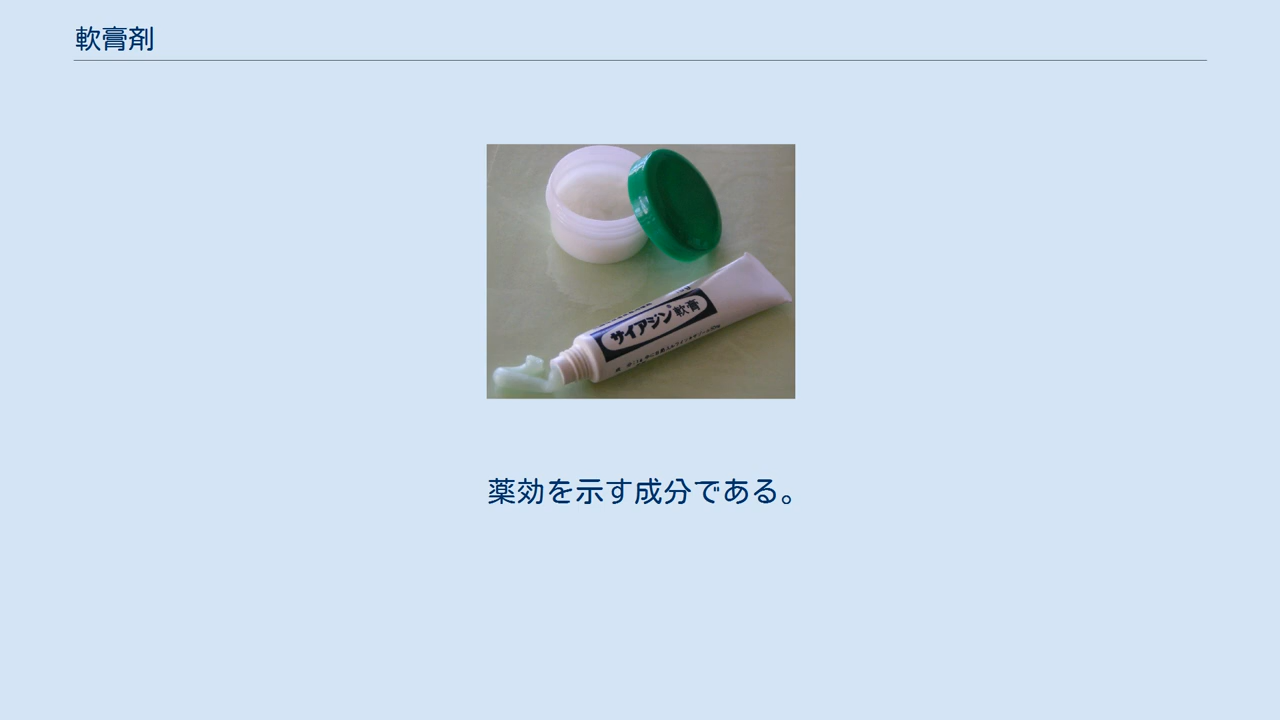 軟膏剤
サイアジン軟膏
薬効を示す成分である。